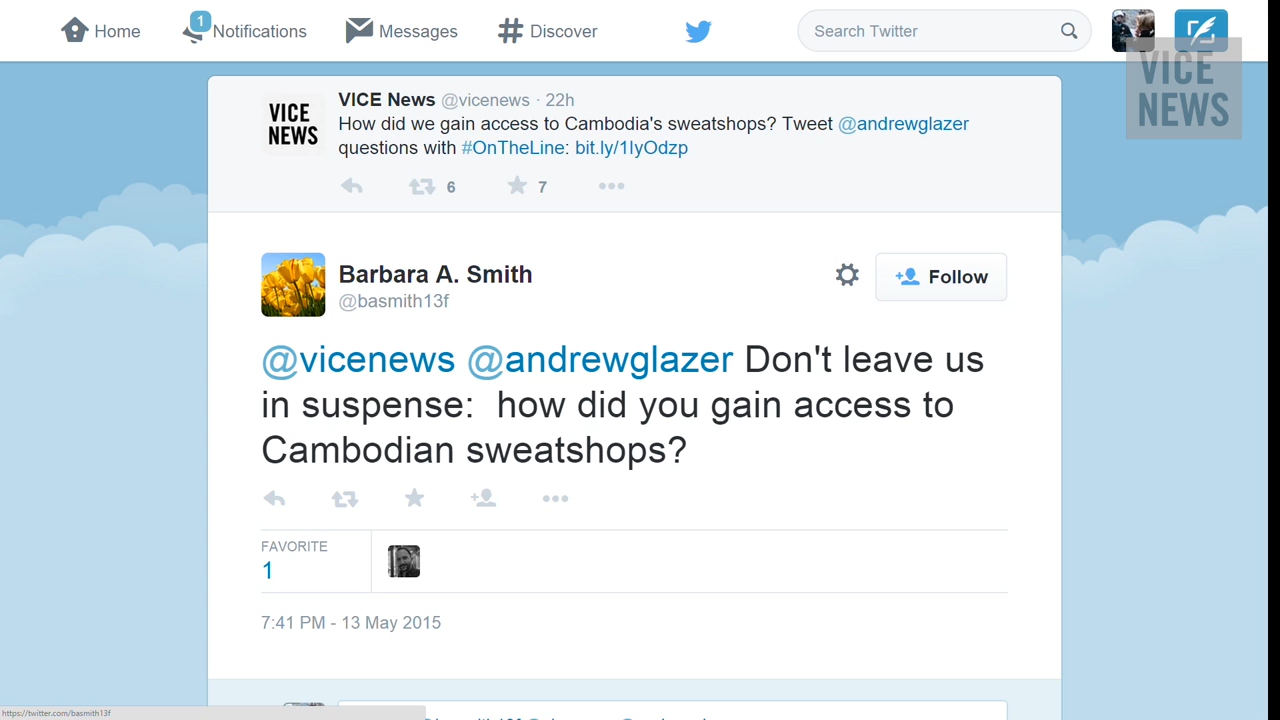 Home
1
Notifications
Messages
Discover
Search Twitter
VICE NEWS
VICE NEWS
VICE News @vicenews · 22h
How did we gain access to Cambodia's sweatshops? Tweet @andrewglazer
questions with #OnTheLine: bit.ly/1IyOdzp
6
7
Barbara A. Smith
@basmith13f
Follow
@vicenews @andrewglazer Don't leave us
in suspense: how did you gain access to
Cambodian sweatshops?
FAVORITE
1
7:41 PM - 13 May 2015
https://twitter.com/basmith13f